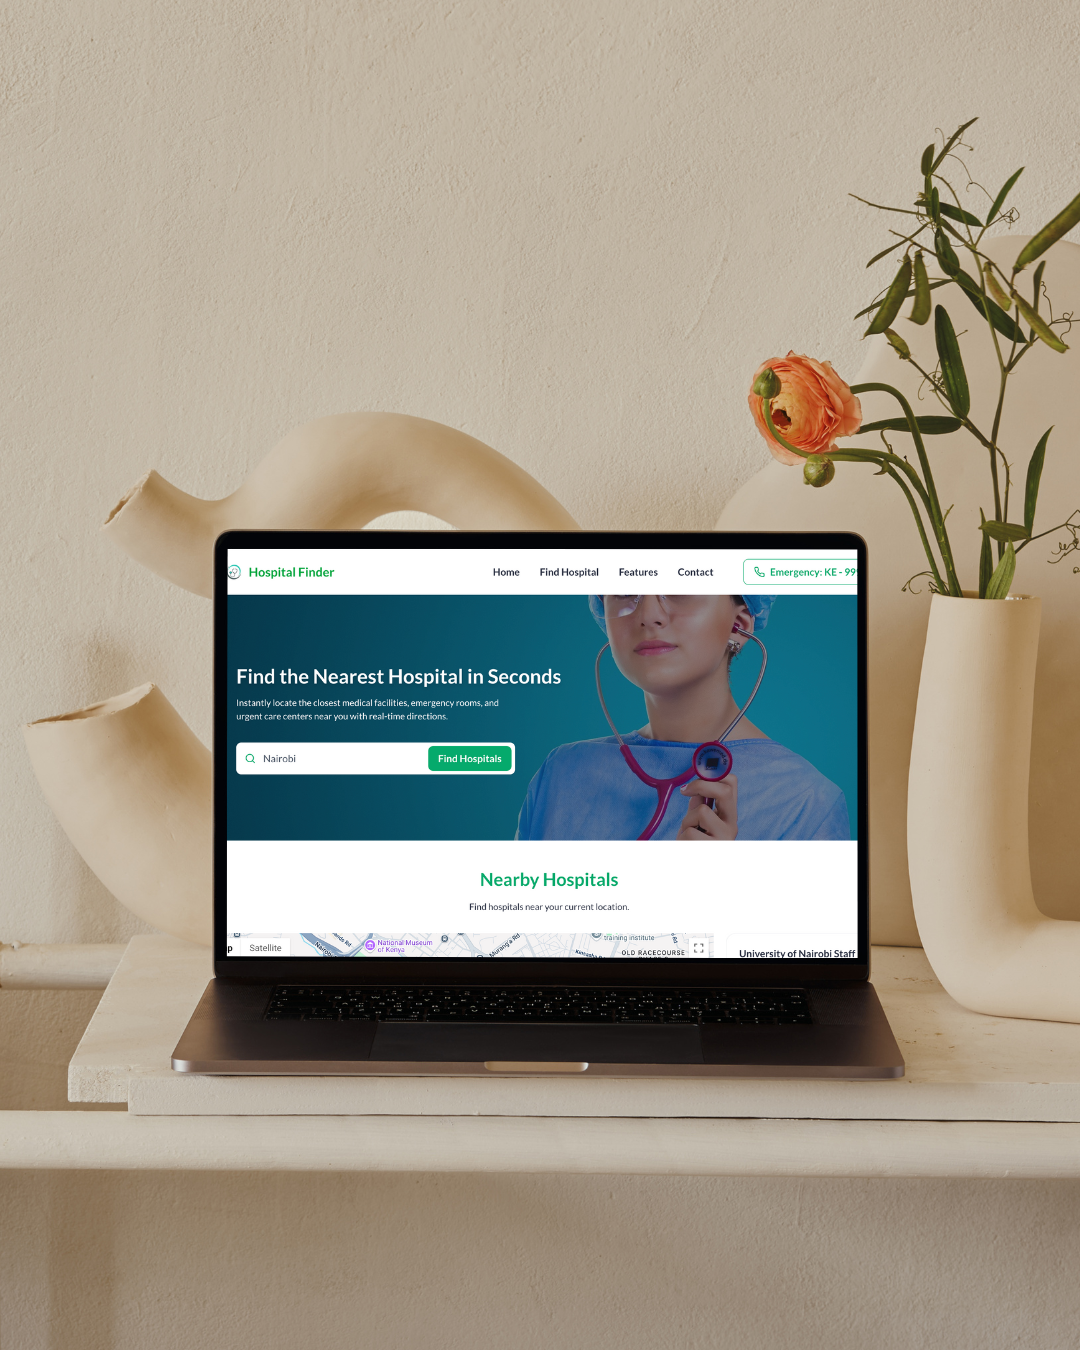 Hospital Finder
Home
Find Hospital
Features
Contact
Emergency: KE - 99
Find the Nearest Hospital in Seconds
Instantly locate the closest medical facilities, emergency rooms, and
urgent care centers near you with real-time directions.
Nairobi
Find Hospitals
Nearby Hospitals
Find hospitals near your current location.
Satellite
National Museum
of Kenya
training institute
OLD RACECOURSE
University of Nairobi Staff